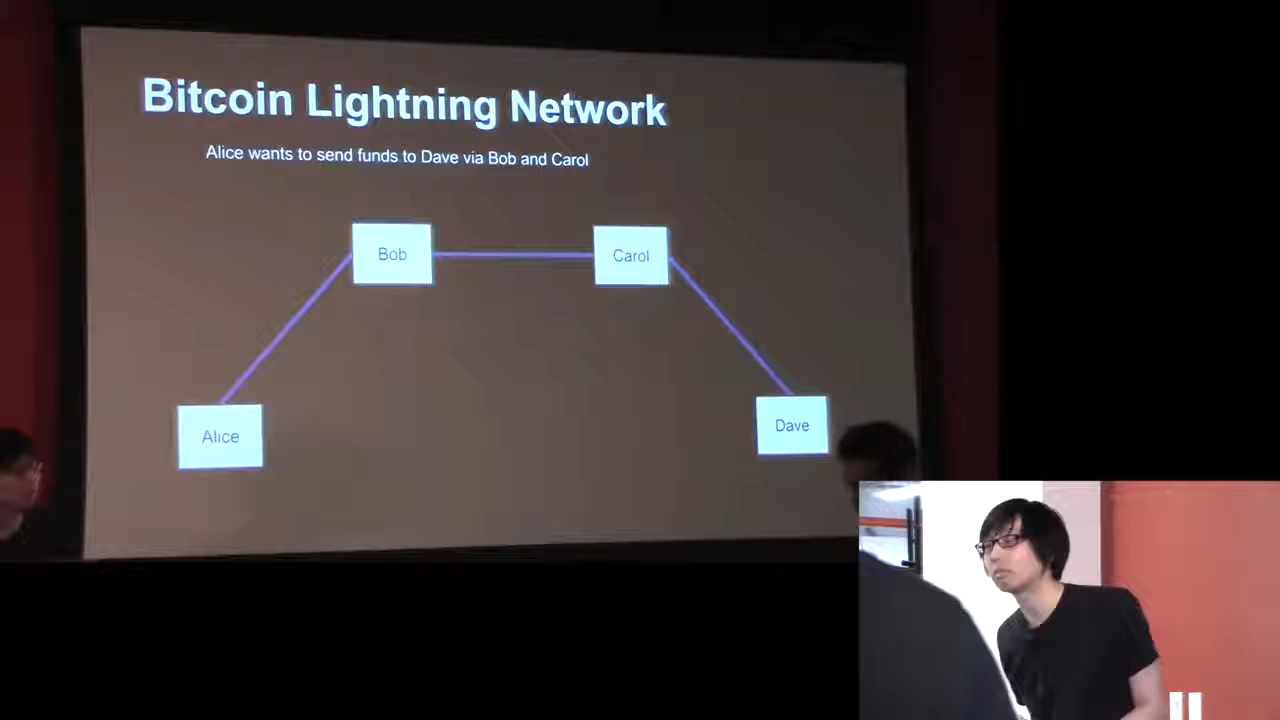 Bitcoin Lightning Network
Alice wants to send funds to Dave via Bob and Carol
Bob
Carol
Alice
Dave